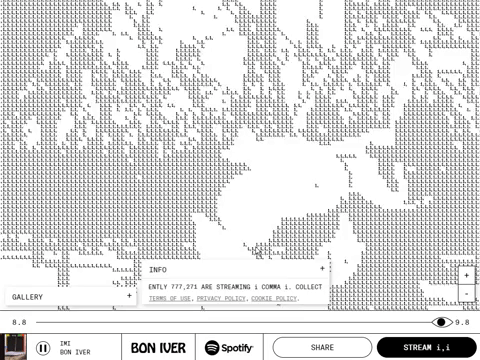 INFO +
ENTLY 777,271 ARE STREAMING i COMMA i. COLLECT
TERMS OF USE, PRIVACY POLICY, COOKIE POLICY.
GALLERY +
+
-
8.8 9.8
IMI
BON IVER
BON IVER
Spotify
SHARE
STREAM i,i